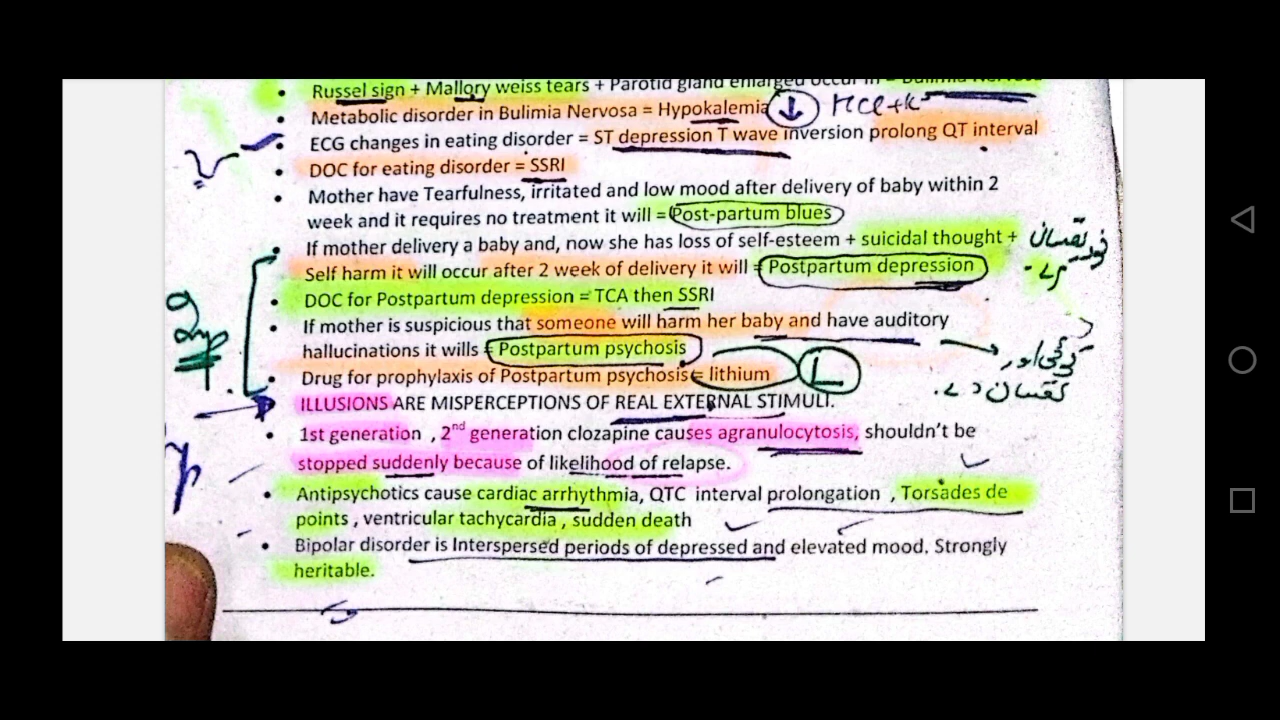 Russel sign + Mallory weiss tears + Parotid gland enlarged occur in = Bulimia Nervosa
Metabolic disorder in Bulimia Nervosa = Hypokalemia ↓ HCl+K
ECG changes in eating disorder = ST depression T wave inversion prolong QT interval
DOC for eating disorder = SSRI
Mother have Tearfulness, irritated and low mood after delivery of baby within 2
week and it requires no treatment it will = Post-partum blues
If mother delivery a baby and, now she has loss of self-esteem + suicidal thought +
Self harm it will occur after 2 week of delivery it will = Postpartum depression
DOC for Postpartum depression = TCA then SSRI
If mother is suspicious that someone will harm her baby and have auditory
hallucinations it wills = Postpartum psychosis
Drug for prophylaxis of Postpartum psychosis = lithium L
ILLUSIONS ARE MISPERCEPTIONS OF REAL EXTERNAL STIMULI.
1st generation , 2nd generation clozapine causes agranulocytosis, shouldn't be
stopped suddenly because of likelihood of relapse.
Antipsychotics cause cardiac arrhythmia, QTC interval prolongation , Torsades de
points , ventricular tachycardia , sudden death
Bipolar disorder is Interspersed periods of depressed and elevated mood. Strongly
heritable.